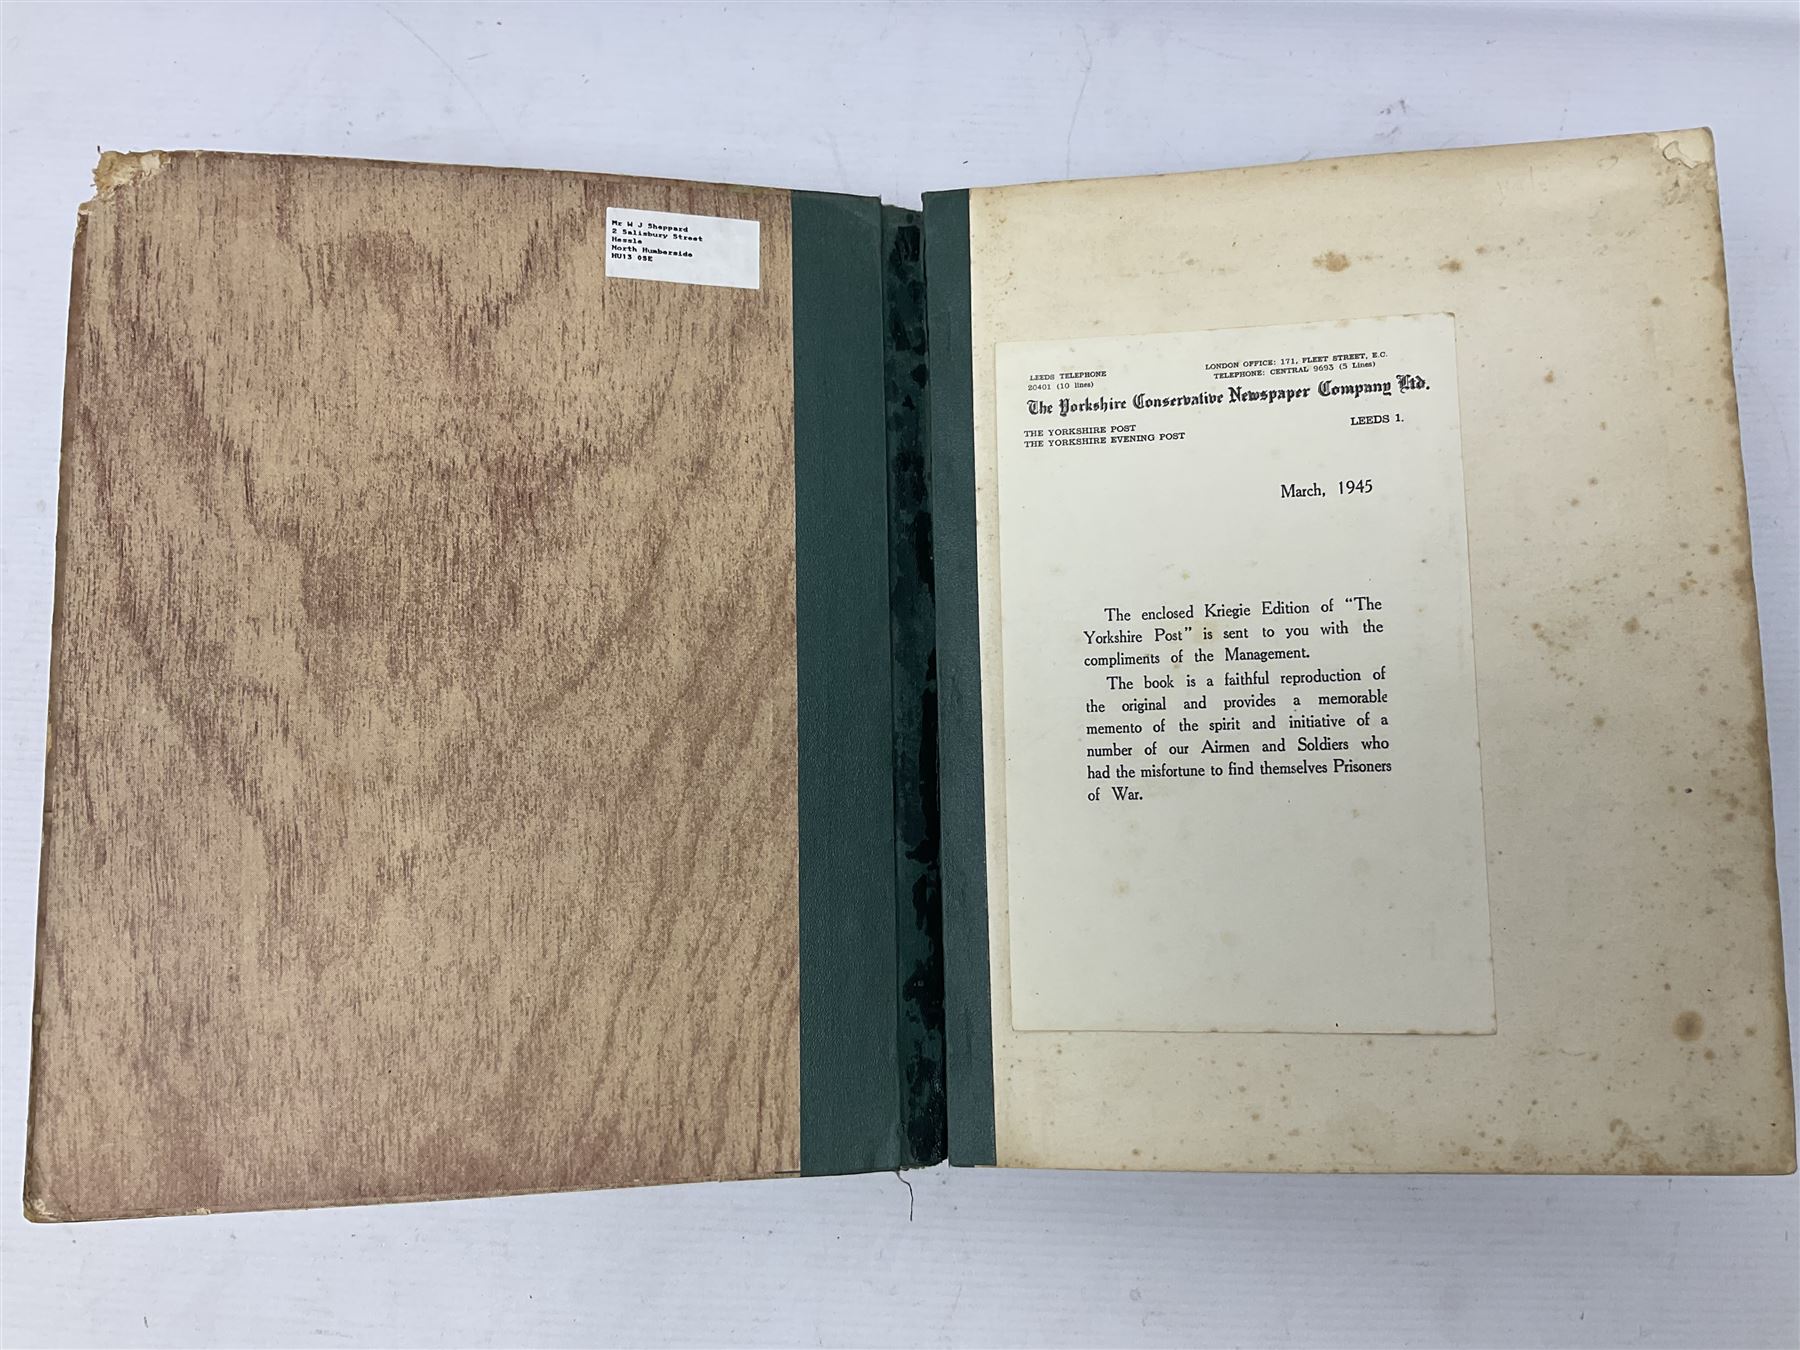 Mr W J Sheppard
2 Salisbury Street
Hessle
North Humberside
HU13 0SE
LEEDS TELEPHONE
20401 (10 lines)
LONDON OFFICE: 171, FLEET STREET, E.C.
TELEPHONE: CENTRAL 9693 (5 Lines)
The Yorkshire Conservative Newspaper Company Ltd.
THE YORKSHIRE POST
THE YORKSHIRE EVENING POST
LEEDS 1.
March, 1945
The enclosed Kriegie Edition of "The
Yorkshire Post" is sent to you with the
compliments of the Management.
The book is a faithful reproduction of
the original and provides a memorable
memento of the spirit and initiative of a
number of our Airmen and Soldiers who
had the misfortune to find themselves Prisoners
of War.